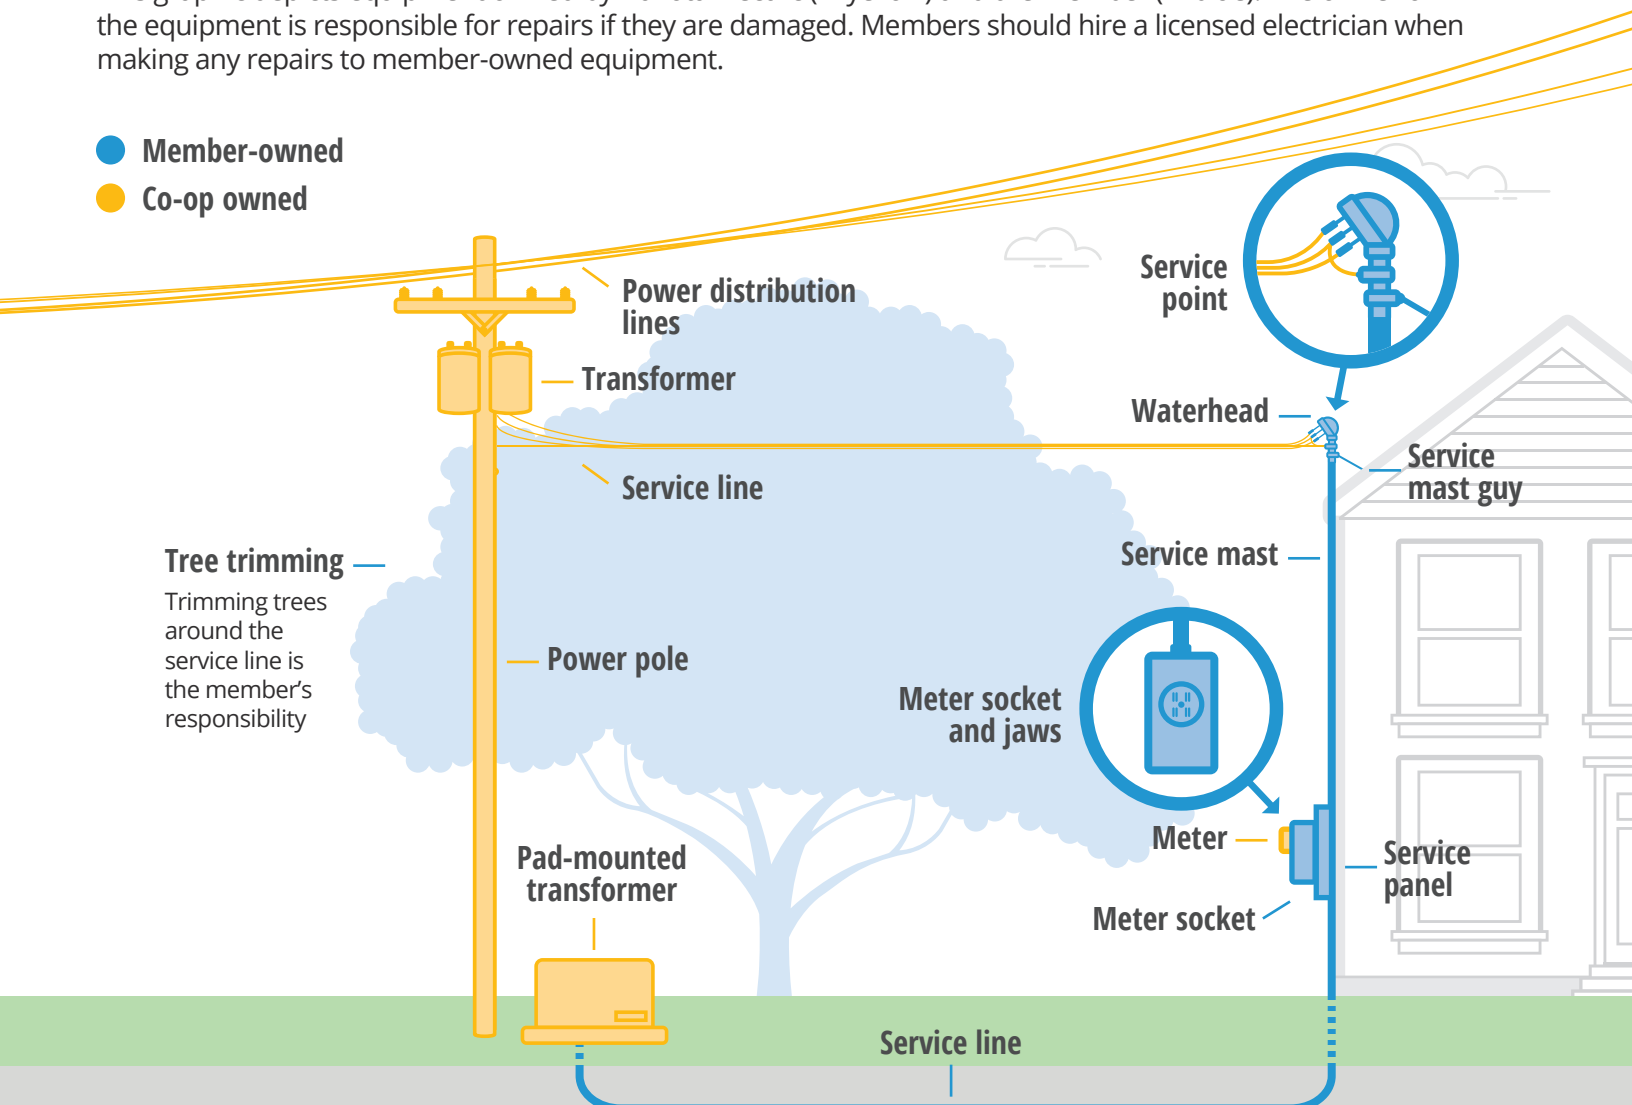 the equipment is responsible for repairs if they are damaged. Members should hire a licensed electrician when
making any repairs to member-owned equipment.
Member-owned
Co-op owned
Service
point
Power distribution
lines
Transformer
Waterhead
Service
mast guy
Service line
Tree trimming
Trimming trees
around the
service line is
the member's
responsibility
Service mast
Power pole
Meter socket
and jaws
Meter
Service
panel
Pad-mounted
transformer
Meter socket
Service line